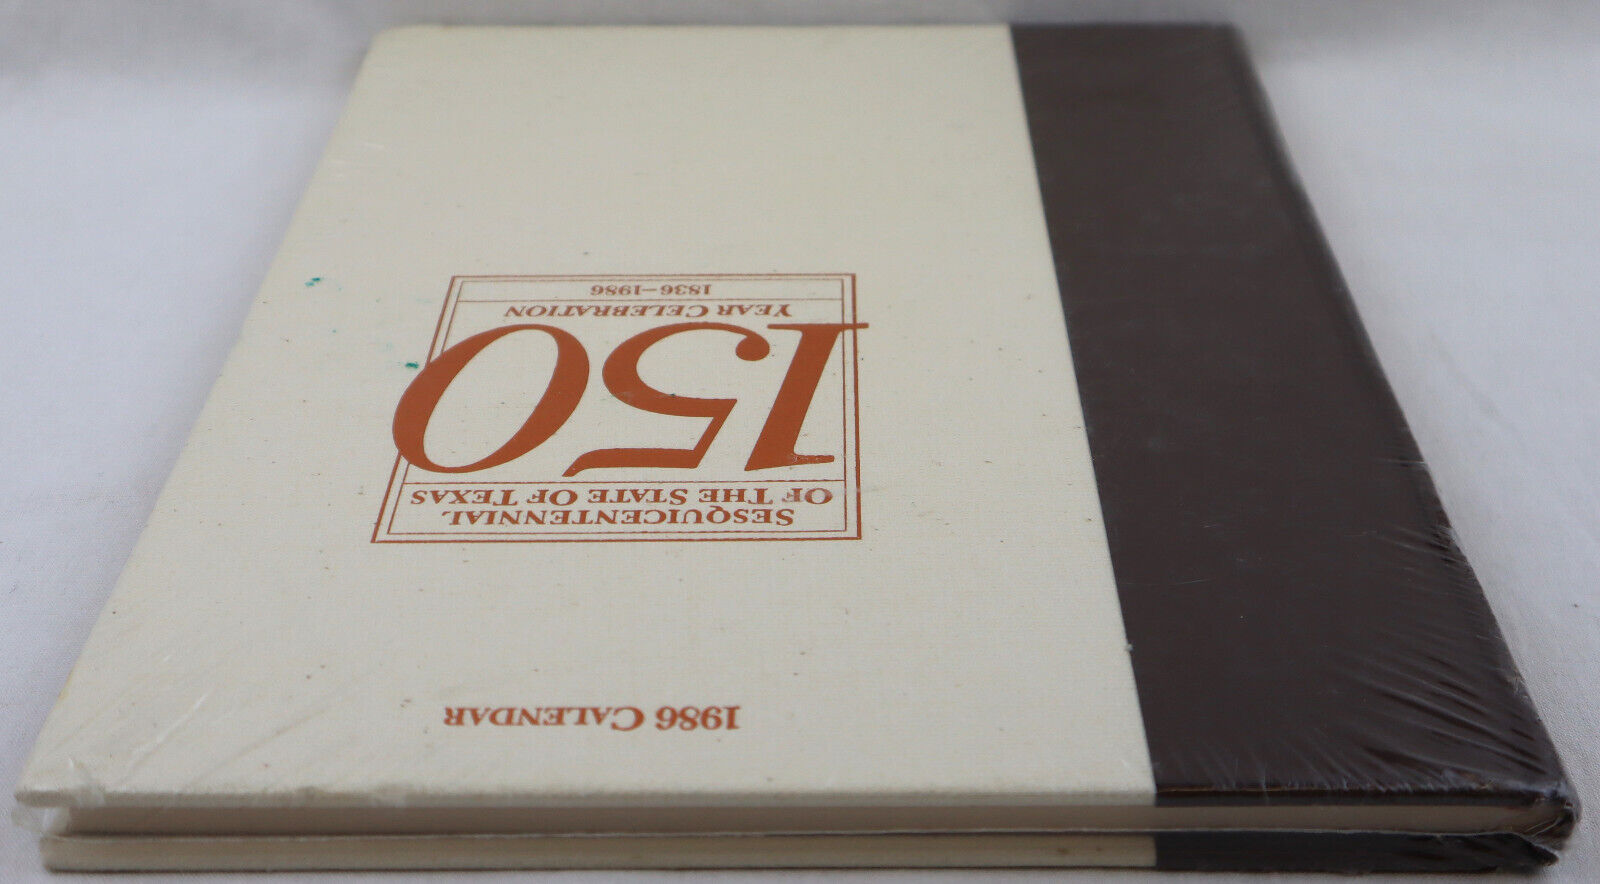 SESQUICENTENNIAL
OF THE STATE OF TEXAS
150
YEAR CELEBRATION
1836–1986
1986 CALENDAR